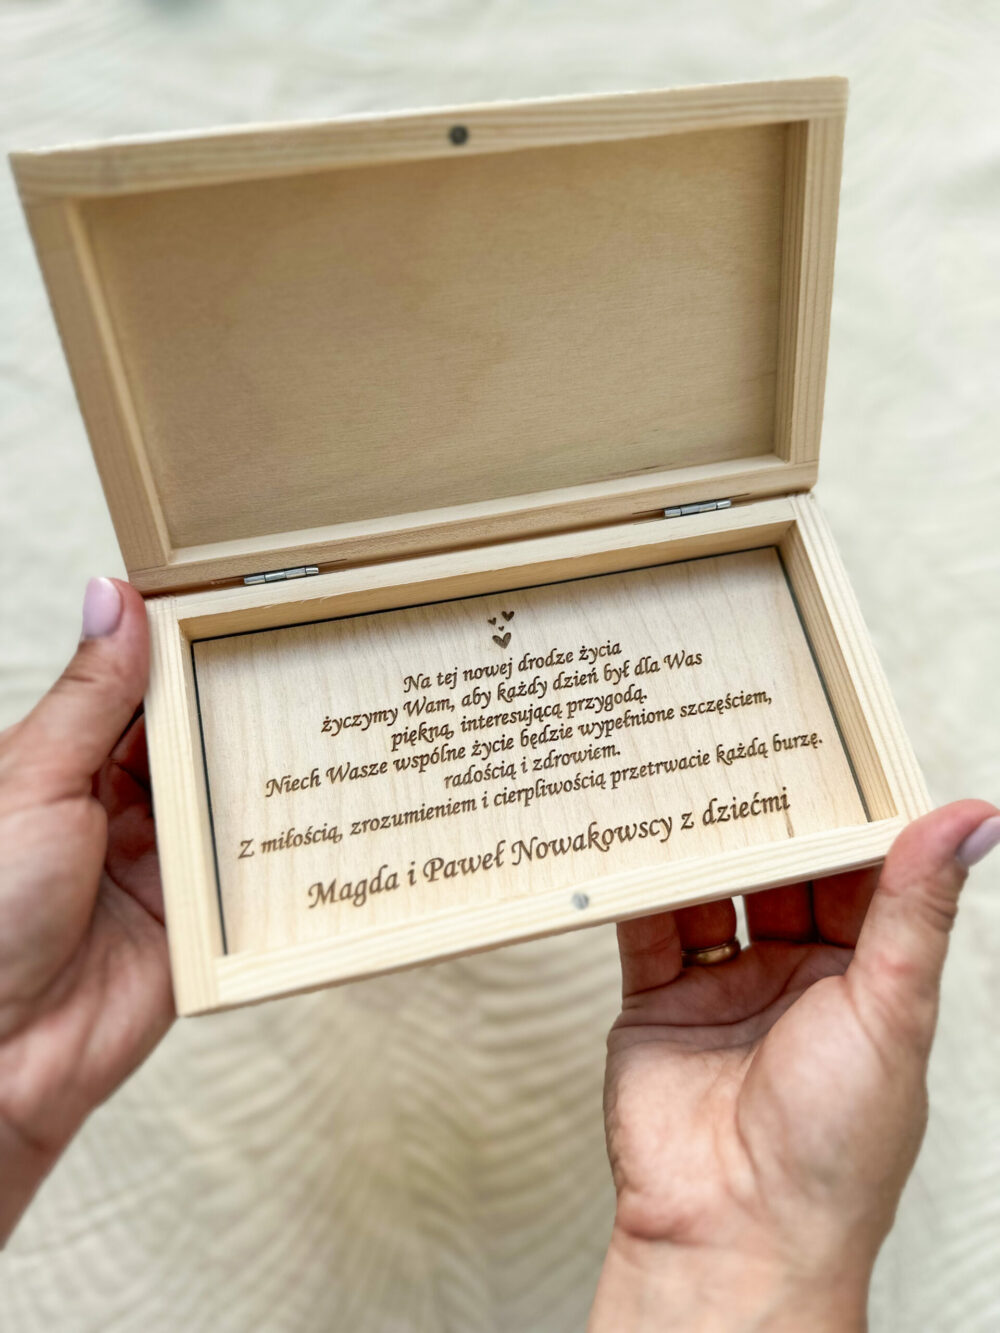 Na tej nowej drodze życia
życzymy Wam, aby każdy dzień był dla Was
piękną, interesującą przygodą.
Niech Wasze wspólne życie będzie wypełnione szczęściem,
radością i zdrowiem.
Z miłością, zrozumieniem i cierpliwością przetrwacie każdą burzę.
Magda i Paweł Nowakowscy z dziećmi